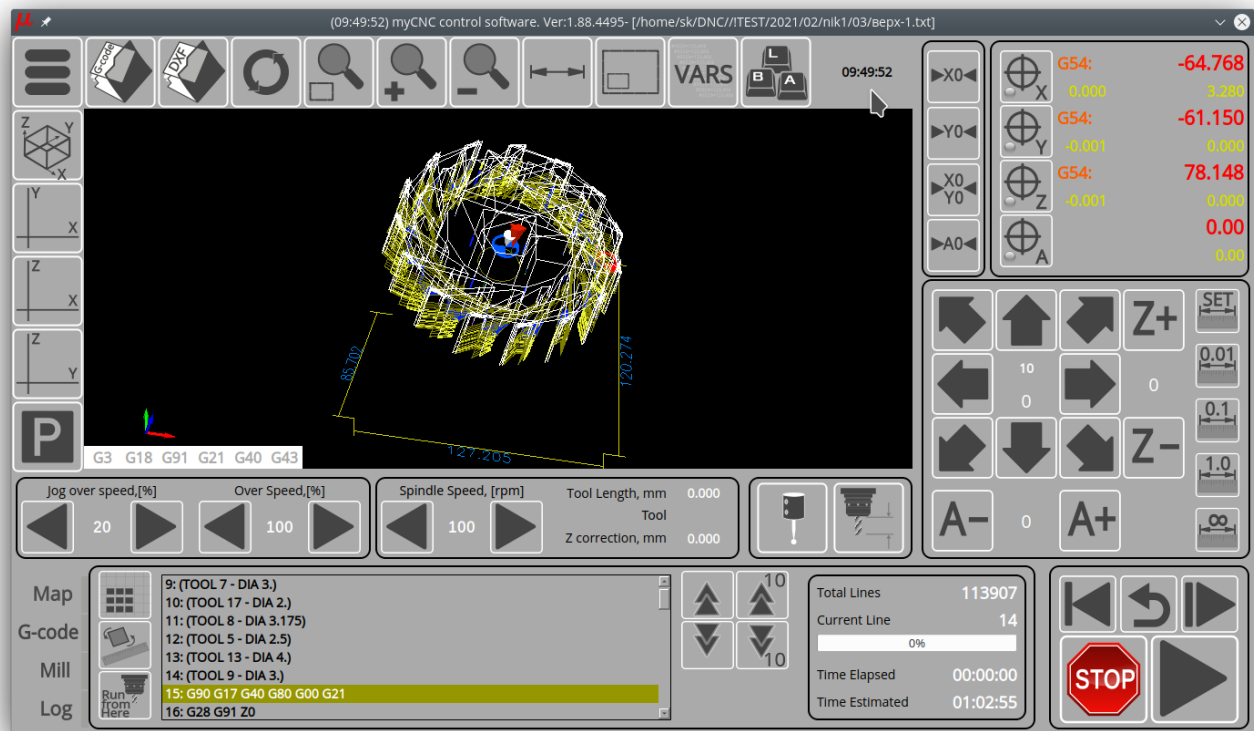 μ (09:49:52) myCNC control software. Ver:1.88.4495- [/home/sk/DNC//!TEST/2021/02/nik1/03/верх-1.txt]
G-code DXF VARS L B A 09:49:52
Z Y X
Y X
Z X
Z Y
P
85.702
127.205
120.274
G3 G18 G91 G21 G40 G43
X0
Y0
X0
Y0
A0
X G54: -64.768
0.000 3.280
Y G54: -61.150
-0.001 0.000
Z G54: 78.148
-0.001 0.000
A 0.00
0.00
Z+ SET
10
0 0 0.01
0.1
Z- 1.0
A- 0 A+ ∞
Jog over speed,[%]
20
Over Speed,[%]
100
Spindle Speed, [rpm]
100
Tool Length, mm 0.000
Tool
Z correction, mm 0.000
Map
G-code
Mill
Log
Run
from
Here
9: (TOOL 7 - DIA 3.)
10: (TOOL 17 - DIA 2.)
11: (TOOL 8 - DIA 3.175)
12: (TOOL 5 - DIA 2.5)
13: (TOOL 13 - DIA 4.)
14: (TOOL 9 - DIA 3.)
15: G90 G17 G40 G80 G00 G21
16: G28 G91 Z0
10
10
Total Lines 113907
Current Line 14
0%
Time Elapsed 00:00:00
Time Estimated 01:02:55
STOP